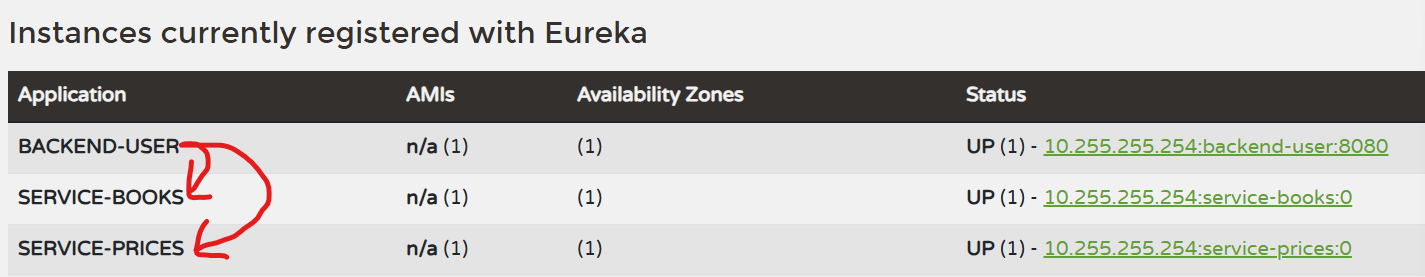 Instances currently registered with Eureka
Application AMIs Availability Zones Status
BACKEND-USER n/a (1) (1) UP (1) - 10.255.255.254:backend-user:8080
SERVICE-BOOKS n/a (1) (1) UP (1) - 10.255.255.254:service-books:0
SERVICE-PRICES n/a (1) (1) UP (1) - 10.255.255.254:service-prices:0